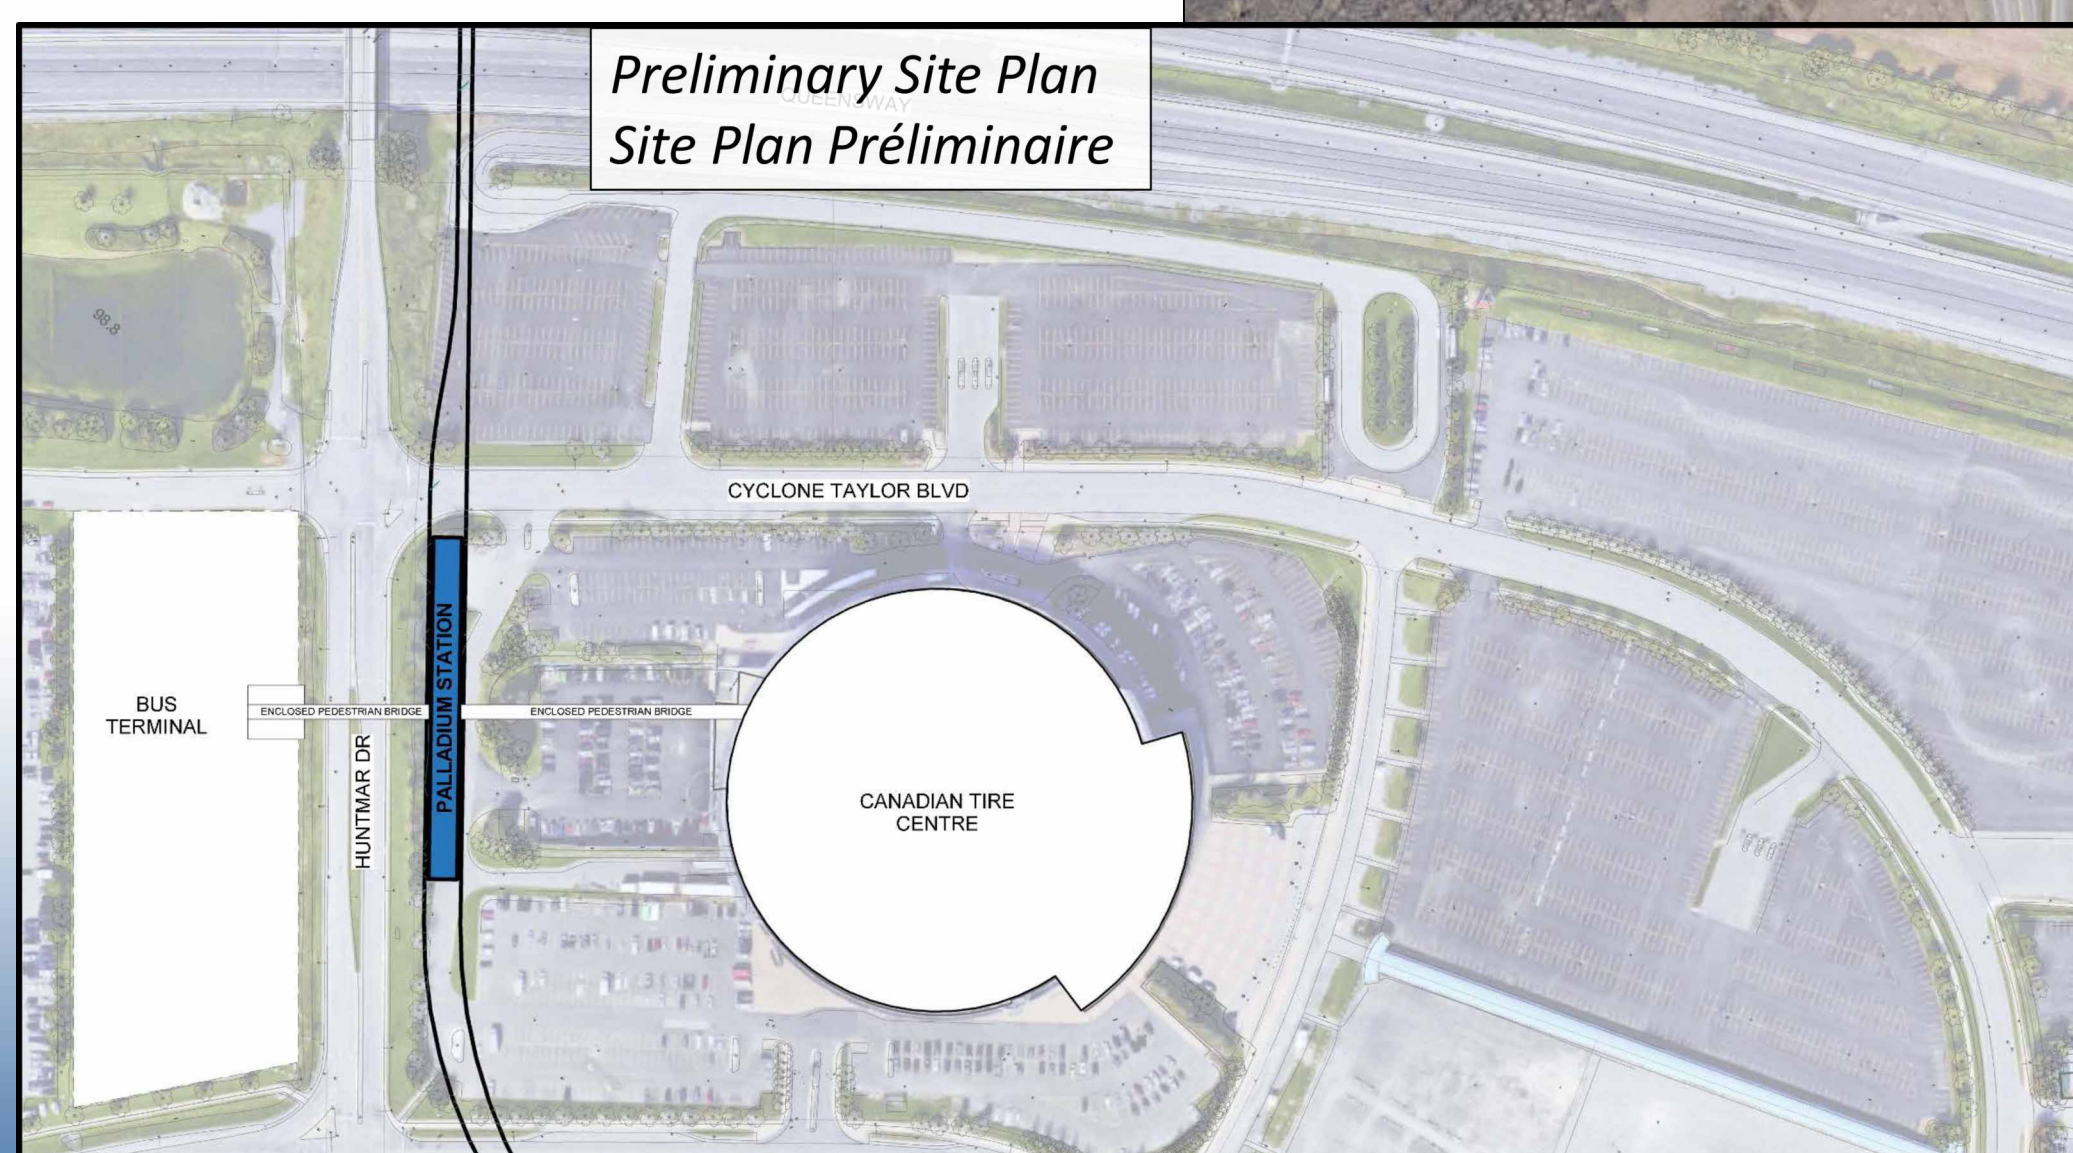 Preliminary Site Plan
QUEENSWAY
Site Plan Préliminaire
98.8
CYCLONE TAYLOR BLVD
PALLADIUM STATION
BUS
TERMINAL
ENCLOSED PEDESTRIAN BRIDGE
ENCLOSED PEDESTRIAN BRIDGE
HUNTMAR DR
CANADIAN TIRE
CENTRE